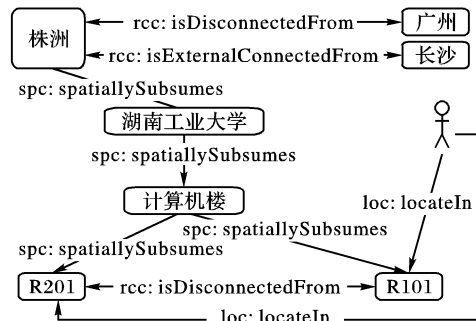 株洲
rcc: isDisconnectedFrom
广州
rcc: isExternalConnectedFrom
长沙
spc: spatiallySubsumes
湖南工业大学
spc: spatiallySubsumes
计算机楼
loc: locateIn
spc: spatiallySubsumes
spc: spatiallySubsumes
R201
rcc: isDisconnectedFrom
R101
loc: locateIn